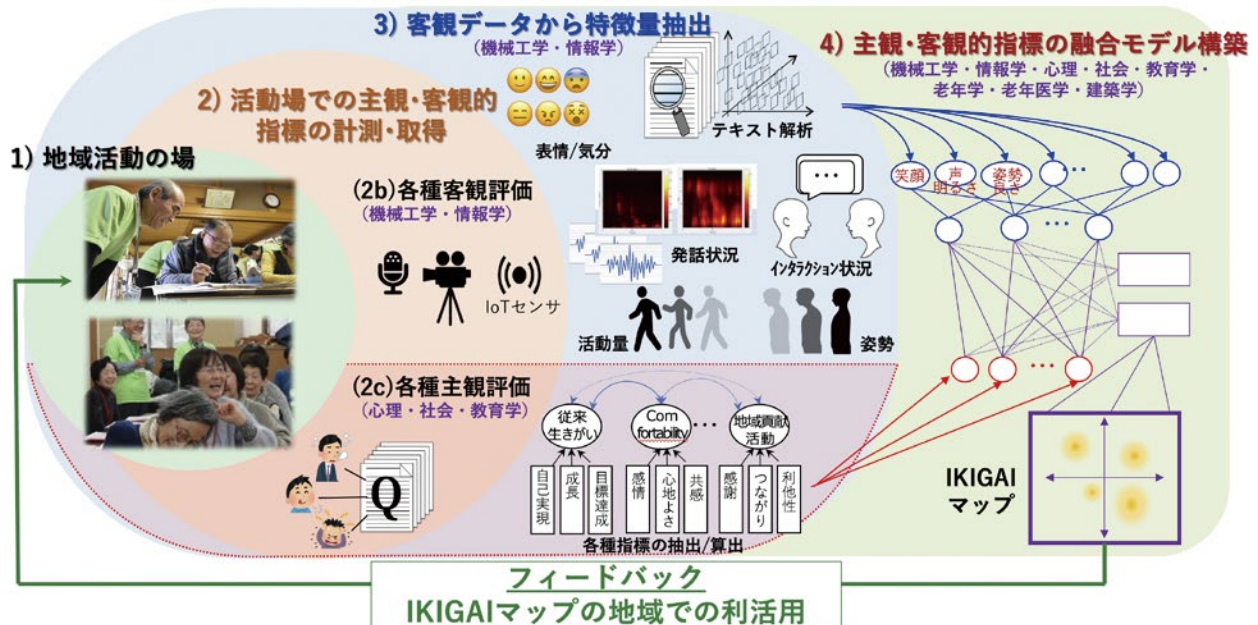 3) 客観データから特徴量抽出
(機械工学・情報学)
4) 主観・客観的指標の融合モデル構築
(機械工学・情報学・心理・社会・教育学・
老年学・老年医学・建築学)
2) 活動場での主観・客観的
指標の計測・取得
1) 地域活動の場
表情/気分
テキスト解析
(2b)各種客観評価
(機械工学・情報学)
IoTセンサ
発話状況
インタラクション状況
活動量
姿勢
笑顔
声
明るさ
姿勢
良さ
(2c)各種主観評価
(心理・社会・教育学)
Q
従来
生きがい
Com
fortability
地域貢献
活動
自己実現
成長
目標達成
感情
心地よさ
共感
感謝
つながり
利他性
各種指標の抽出/算出
IKIGAI
マップ
フィードバック
IKIGAIマップの地域での利活用